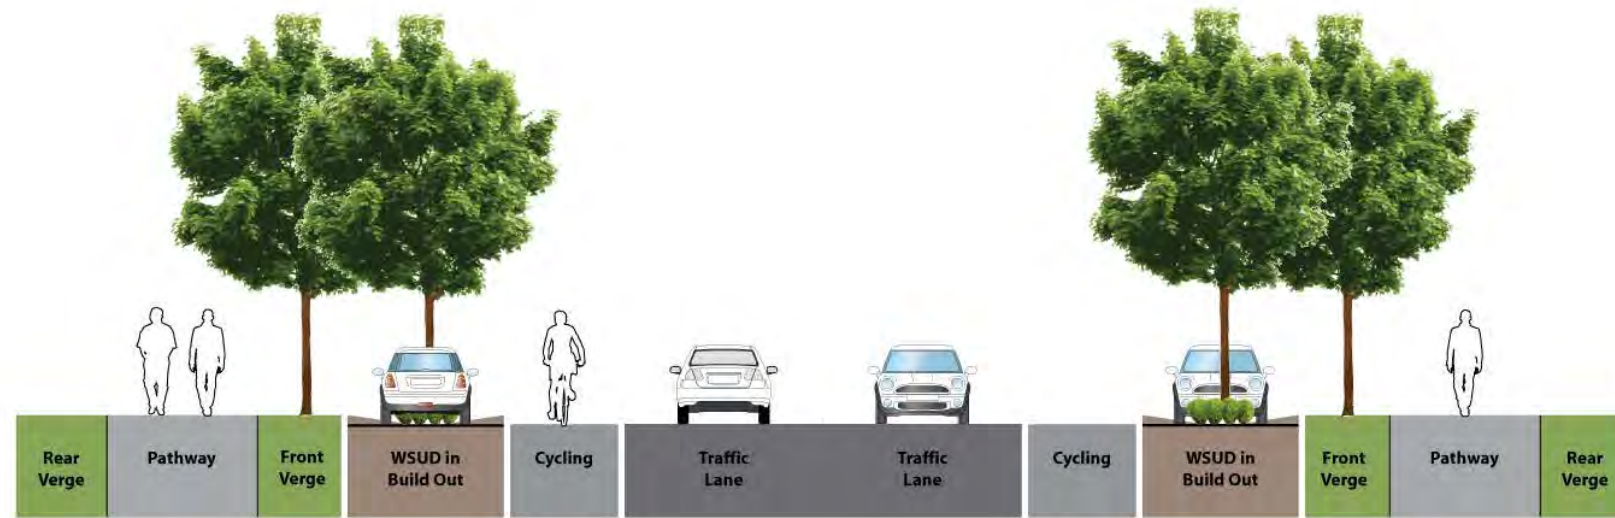 Rear
Verge
Pathway
Front
Verge
WSUD in
Build Out
Cycling
Traffic
Lane
Traffic
Lane
Cycling
WSUD in
Build Out
Front
Verge
Pathway
Rear
Verge